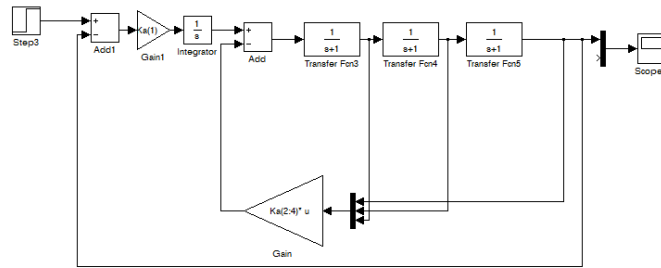 Step3
+
−
Add1
Ka(1)
Gain1
1
s
Integrator
+
−
Add
1
s+1
Transfer Fcn3
1
s+1
Transfer Fcn4
1
s+1
Transfer Fcn5
Scope
Ka(2:4)* u
Gain